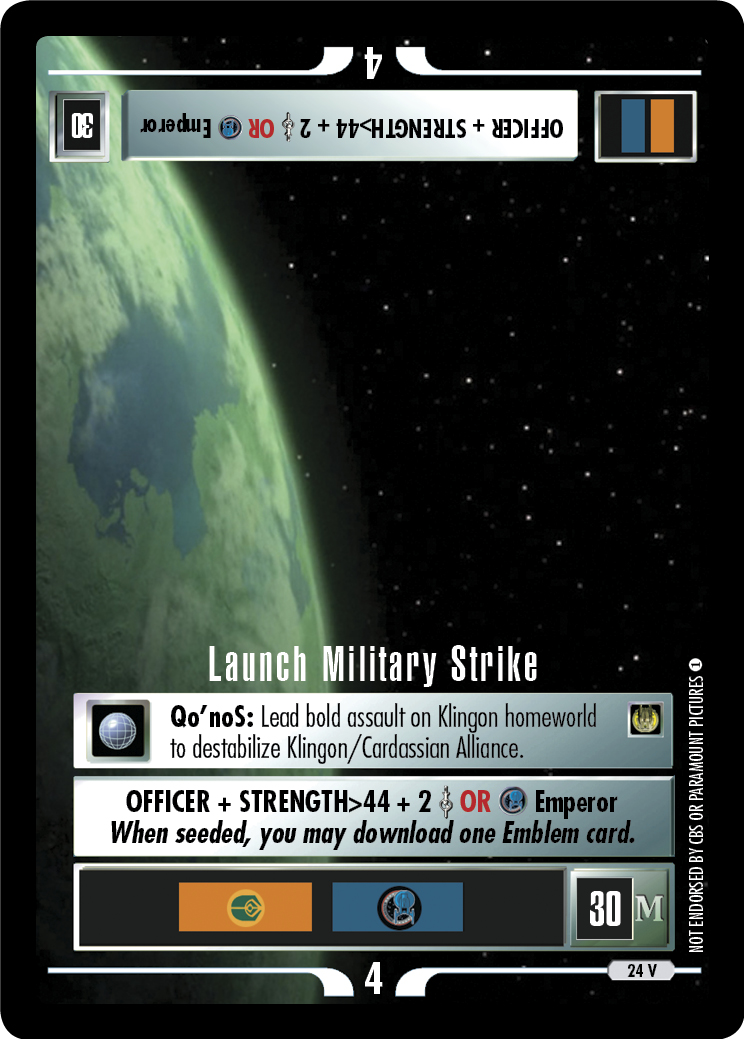 4
30
OFFICER + STRENGTH>44 + 2 OR Emperor
Launch Military Strike
Qo'noS: Lead bold assault on Klingon homeworld
to destabilize Klingon/Cardassian Alliance.
OFFICER + STRENGTH>44 + 2 OR Emperor
When seeded, you may download one Emblem card.
30 M
4
24 V
NOT ENDORSED BY CBS OR PARAMOUNT PICTURES 1